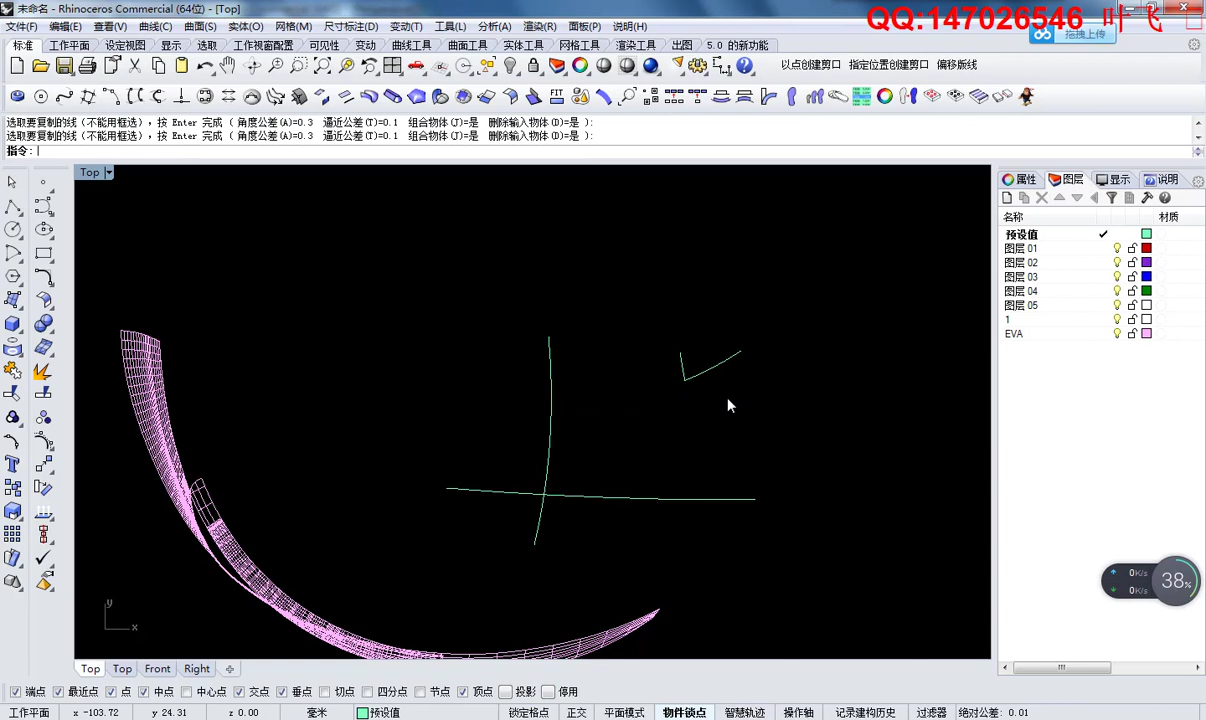 未命名 - Rhinoceros Commercial (64位) - [Top]
QQ:147026546 叶飞
文件(F) 编辑(E) 查看(V) 曲线(C) 曲面(S) 实体(O) 网格(M) 尺寸标注(D) 变动(T) 工具(L) 分析(A) 渲染(R) 面板(P) 说明(H)
拖拽上传
标准 工作平面 设定视图 显示 选取 工作视窗配置 可见性 变动 曲线工具 曲面工具 实体工具 网格工具 渲染工具 出图 5.0 的新功能
以点创建剪口 指定位置创建剪口 偏移版线
FIT
选取要复制的线（不能用框选），按 Enter 完成（ 角度公差(A)=0.3 逼近公差(T)=0.1 组合物体(J)=是 删除输入物体(D)=是 ）:
选取要复制的线（不能用框选），按 Enter 完成（ 角度公差(A)=0.3 逼近公差(T)=0.1 组合物体(J)=是 删除输入物体(D)=是 ）:
指令:
Top
属性 图层 显示 说明
名称 材质
预设值
图层 01
图层 02
图层 03
图层 04
图层 05
1
EVA
0K/s
0K/s
38%
y
x
Top Top Front Right
端点 最近点 点 中点 中心点 交点 垂点 切点 四分点 节点 顶点 投影 停用
工作平面 x -103.72 y 24.31 z 0.00 毫米 预设值 锁定格点 正交 平面模式 物件锁点 智慧轨迹 操作轴 记录建构历史 过滤器 绝对公差: 0.01